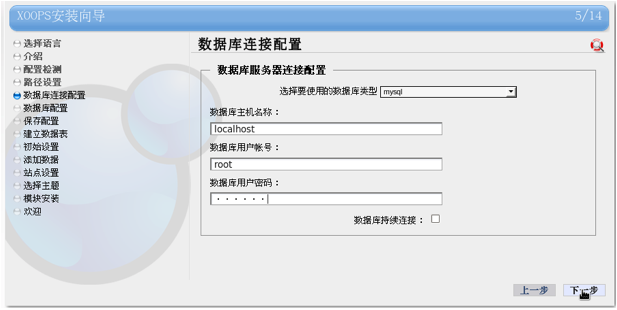 XOOPS安装向导
5/14
选择语言
介绍
配置检测
路径设置
数据库连接配置
数据库配置
保存配置
建立数据表
初始设置
添加数据
站点设置
选择主题
模块安装
欢迎
数据库连接配置
数据库服务器连接配置
选择要使用的数据库类型 mysql
数据库主机名称：
localhost
数据库用户帐号：
root
数据库用户密码：
······
数据库持续连接：
上一步 下一步